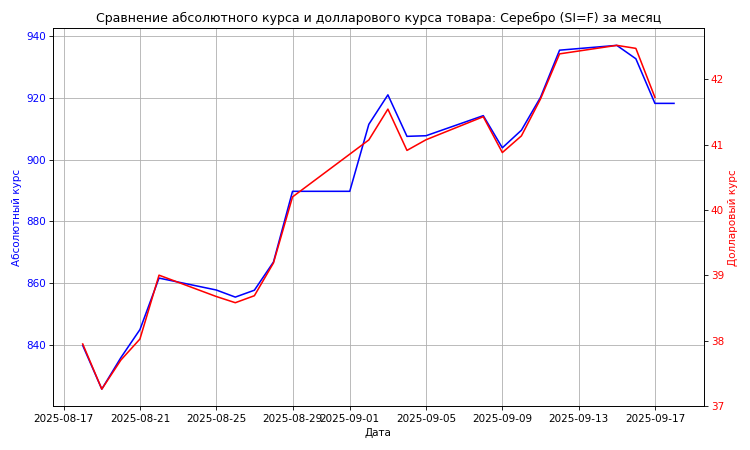 Сравнение абсолютного курса и долларового курса товара: Серебро (SI=F) за месяц
940
920
900
880
860
840
Абсолютный курс
42
41
40
39
38
37
Долларовый курс
2025-08-17 2025-08-21 2025-08-25 2025-08-29 2025-09-01 2025-09-05 2025-09-09 2025-09-13 2025-09-17
Дата